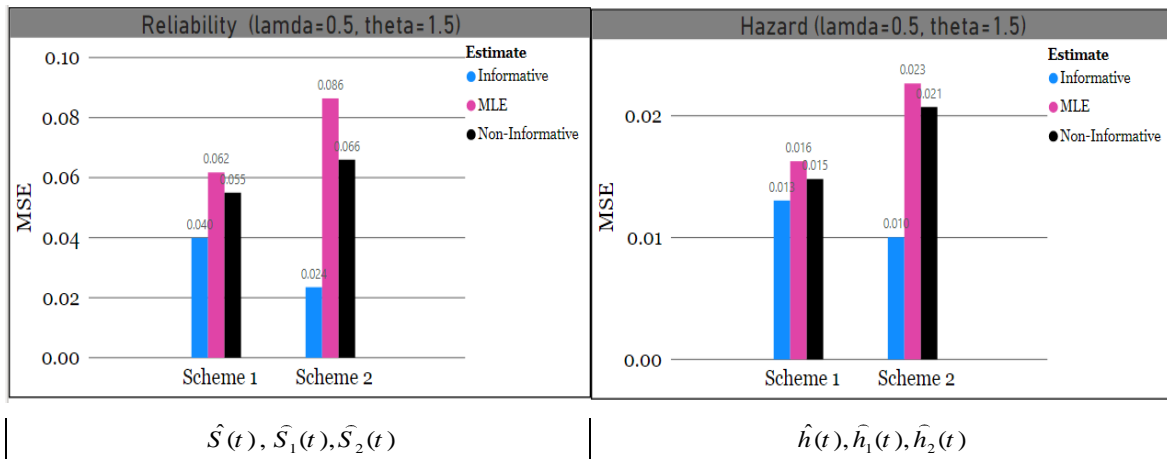 Reliability (lamda=0.5, theta=1.5)
Estimate
Informative
MLE
Non-Informative
MSE
0.10
0.08
0.06
0.04
0.02
0.00
0.040
0.062
0.055
0.024
0.086
0.066
Scheme 1
Scheme 2
Hazard (lamda=0.5, theta=1.5)
Estimate
Informative
MLE
Non-Informative
MSE
0.02
0.01
0.00
0.013
0.016
0.015
0.010
0.023
0.021
Scheme 1
Scheme 2
Ŝ(t), Ŝ₁(t), Ŝ₂(t)
ĥ(t), ĥ₁(t), ĥ₂(t)